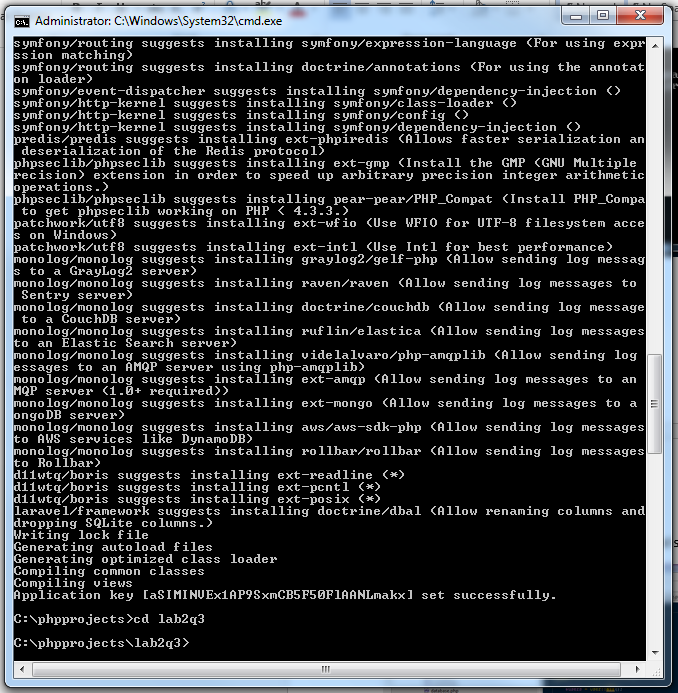 Administrator: C:\Windows\System32\cmd.exe
symfony/routing suggests installing symfony/expression-language (For using expr
ssion matching)
symfony/routing suggests installing doctrine/annotations (For using the annotat
on loader)
symfony/event-dispatcher suggests installing symfony/dependency-injection ()
symfony/http-kernel suggests installing symfony/class-loader ()
symfony/http-kernel suggests installing symfony/config ()
symfony/http-kernel suggests installing symfony/dependency-injection ()
predis/predis suggests installing ext-phpiredis (Allows faster serialization an
 deserialization of the Redis protocol)
phpseclib/phpseclib suggests installing ext-gmp (Install the GMP (GNU Multiple
recision) extension in order to speed up arbitrary precision integer arithmetic
operations.)
phpseclib/phpseclib suggests installing pear-pear/PHP_Compat (Install PHP_Compa
 to get phpseclib working on PHP < 4.3.3.)
patchwork/utf8 suggests installing ext-wfio (Use WFIO for UTF-8 filesystem acce
s on Windows)
patchwork/utf8 suggests installing ext-intl (Use Intl for best performance)
monolog/monolog suggests installing graylog2/gelf-php (Allow sending log messag
s to a GrayLog2 server)
monolog/monolog suggests installing raven/raven (Allow sending log messages to
 Sentry server)
monolog/monolog suggests installing doctrine/couchdb (Allow sending log message
 to a CouchDB server)
monolog/monolog suggests installing ruflin/elastica (Allow sending log messages
to an Elastic Search server)
monolog/monolog suggests installing videlalvaro/php-amqplib (Allow sending log
essages to an AMQP server using php-amqplib)
monolog/monolog suggests installing ext-amqp (Allow sending log messages to an
MQP server (1.0+ required))
monolog/monolog suggests installing ext-mongo (Allow sending log messages to a
ongoDB server)
monolog/monolog suggests installing aws/aws-sdk-php (Allow sending log messages
to AWS services like DynamoDB)
monolog/monolog suggests installing rollbar/rollbar (Allow sending log messages
to Rollbar)
d11wtq/boris suggests installing ext-readline (*)
d11wtq/boris suggests installing ext-pcntl (*)
d11wtq/boris suggests installing ext-posix (*)
laravel/framework suggests installing doctrine/dbal (Allow renaming columns and
dropping SQLite columns.)
Writing lock file
Generating autoload files
Generating optimized class loader
Compiling common classes
Compiling views
Application key [aSIMINVEx1AP9SxmCB5F50FlAANLmakx] set successfully.
C:\phpprojects>cd lab2q3
C:\phpprojects\lab2q3>